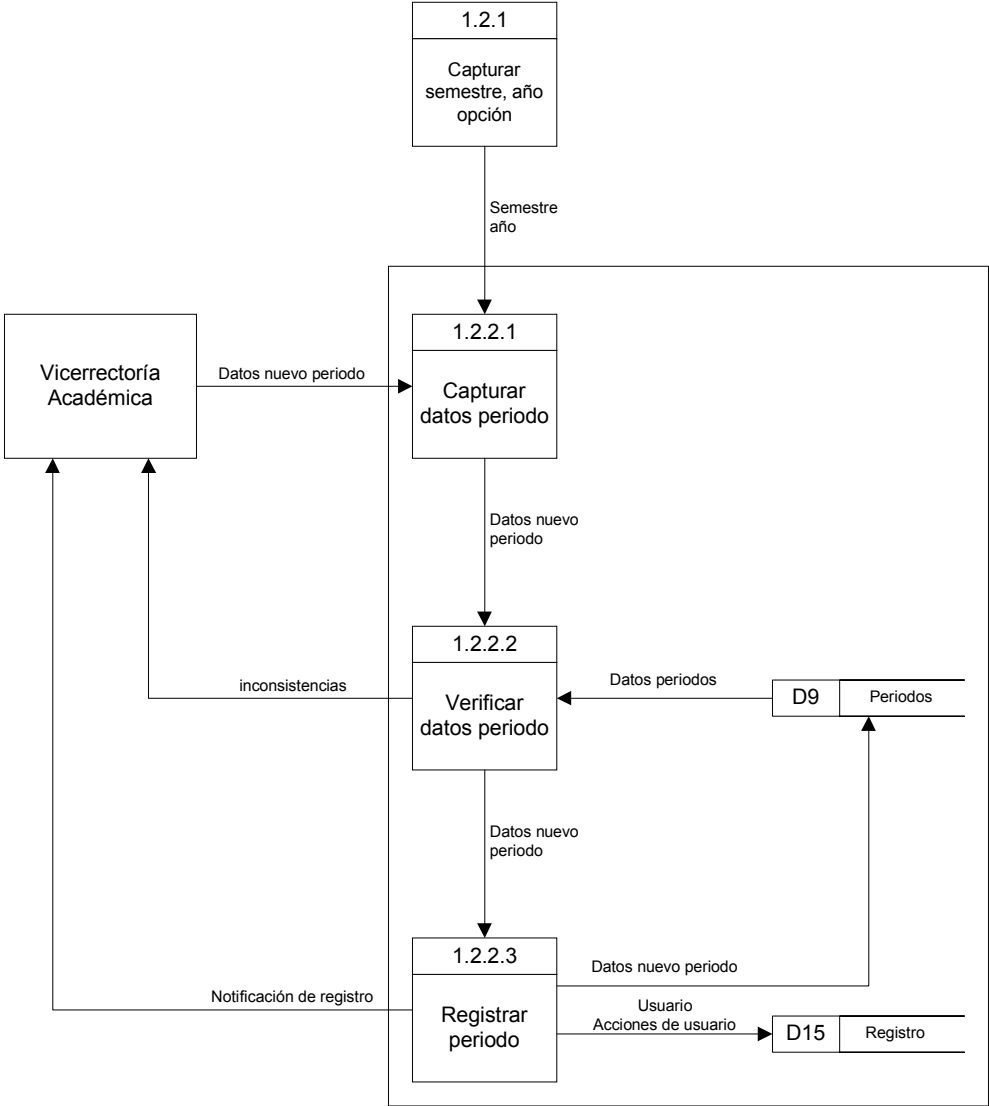 1.2.1
Capturar
semestre, año
opción
Semestre
año
1.2.2.1
Vicerrectoría
Académica
Datos nuevo periodo
Capturar
datos periodo
Datos nuevo
periodo
1.2.2.2
inconsistencias
Verificar
datos periodo
Datos periodos
D9
Periodos
Datos nuevo
periodo
1.2.2.3
Datos nuevo periodo
Notificación de registro
Registrar
periodo
Usuario
Acciones de usuario
D15
Registro